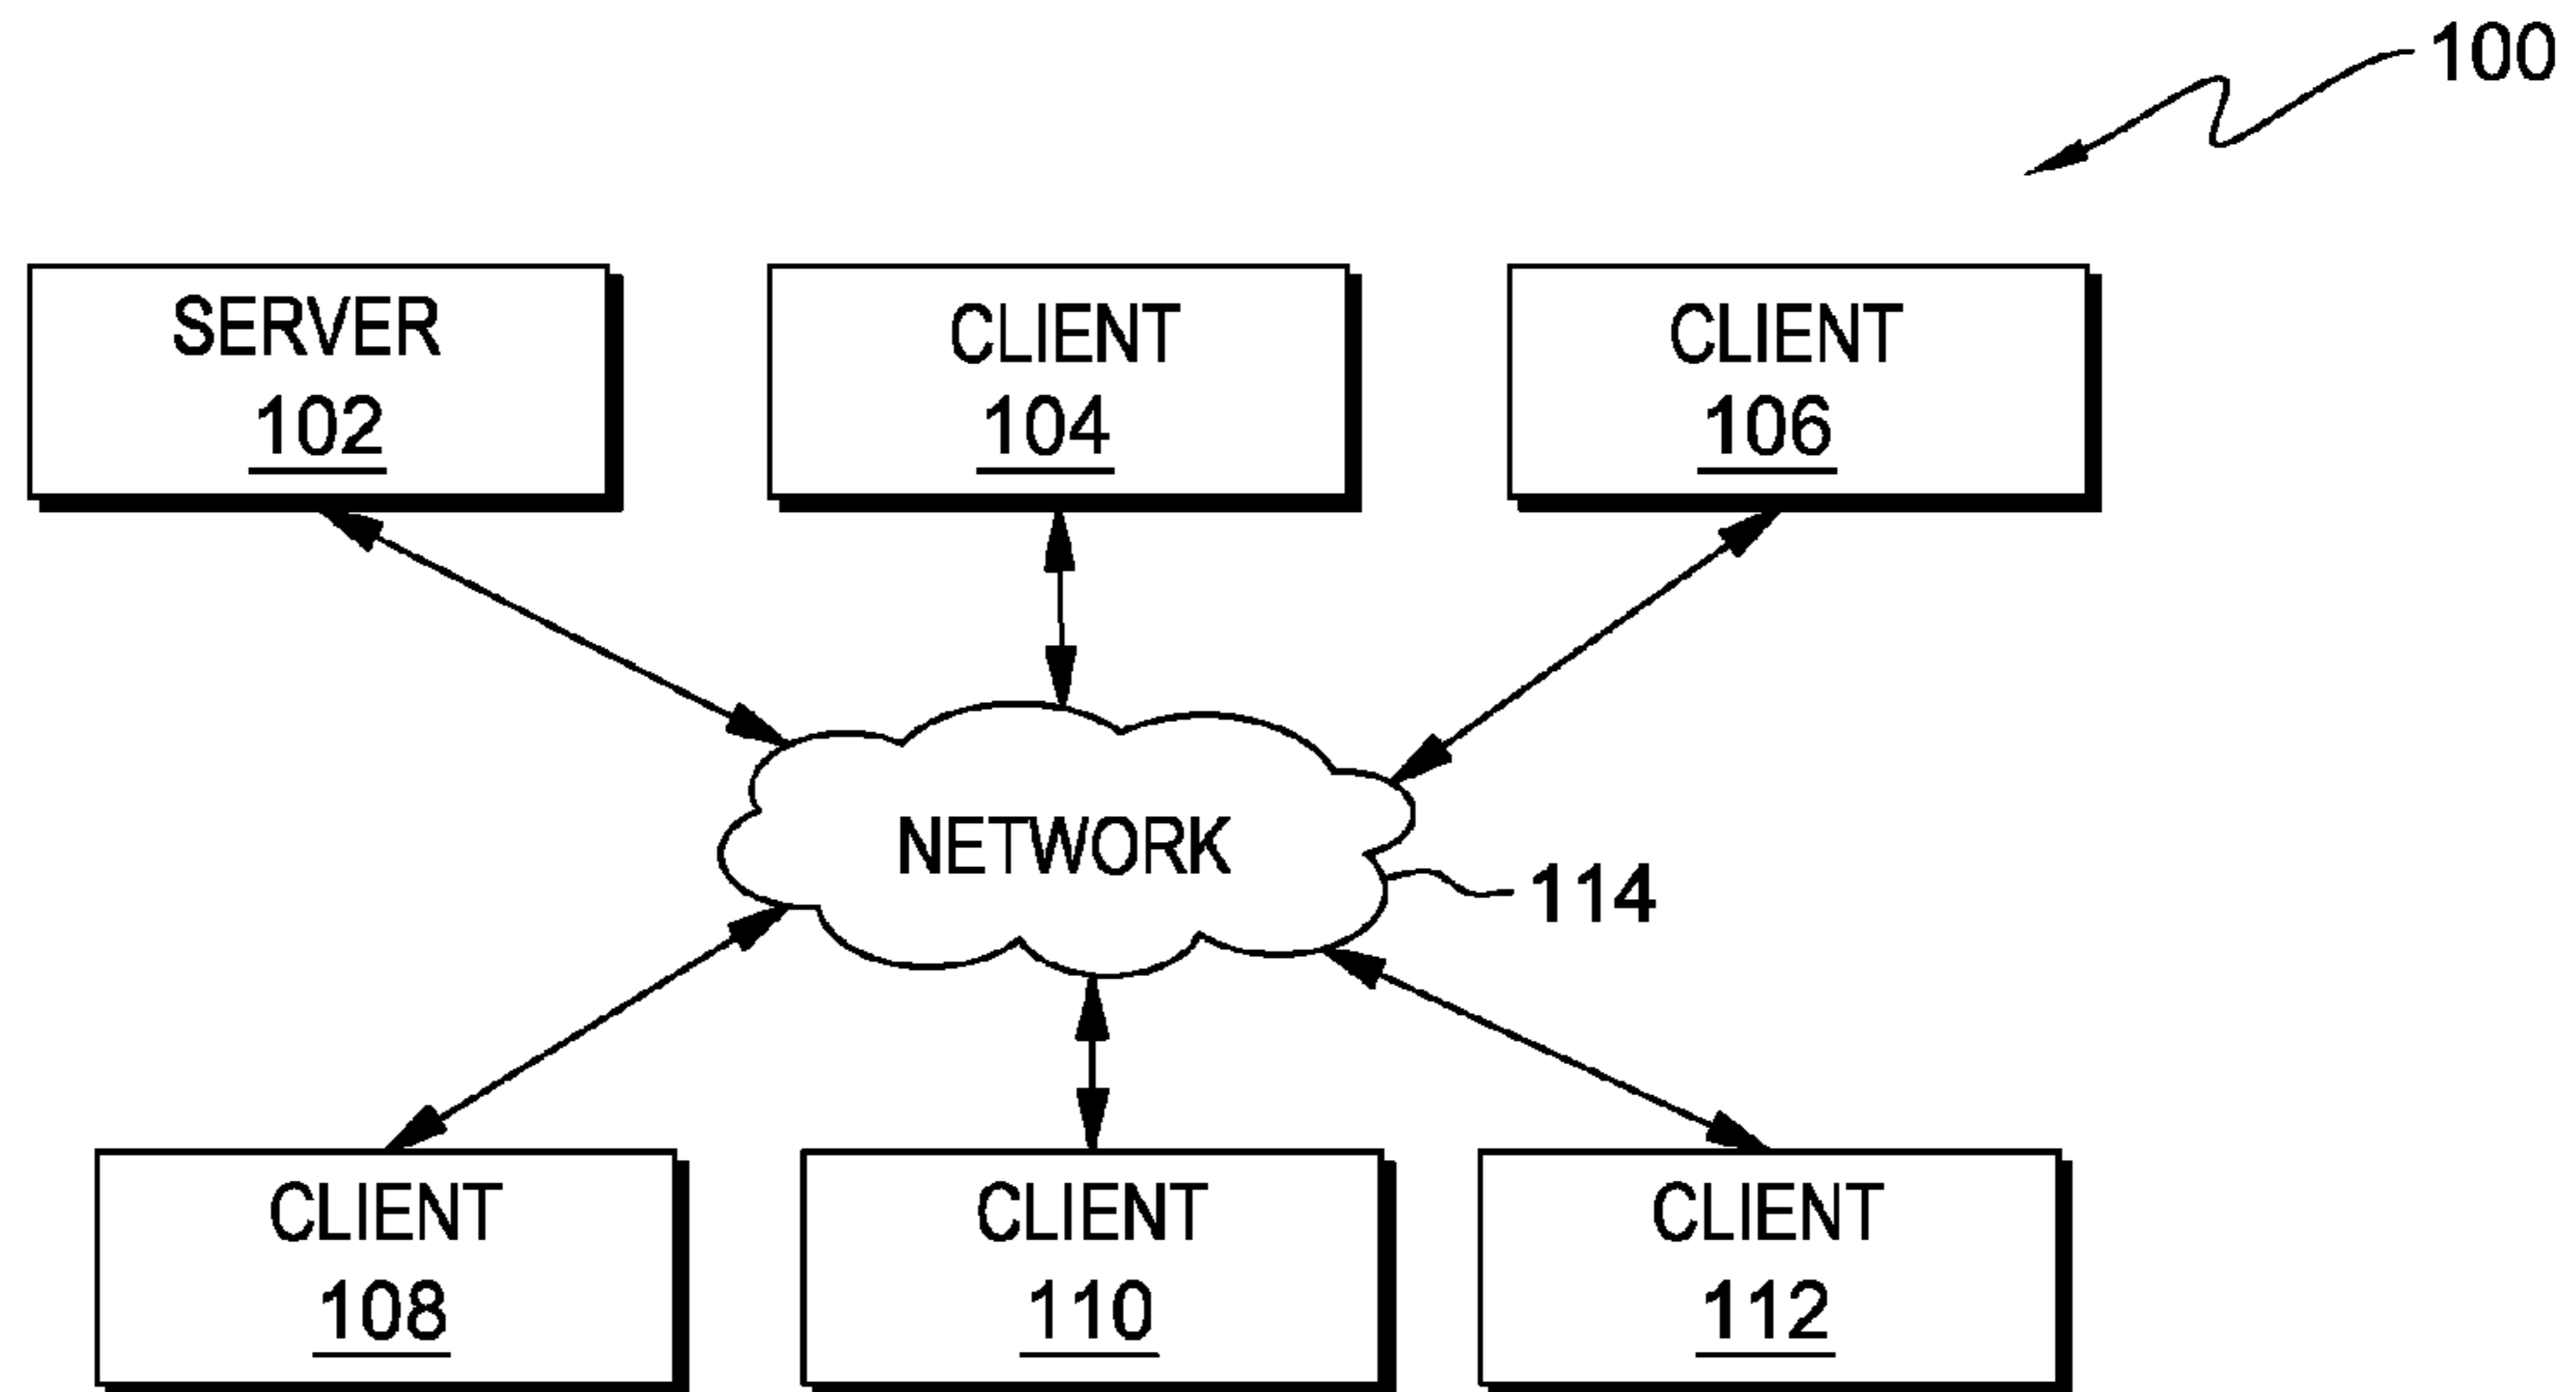 100
SERVER
102
CLIENT
104
CLIENT
106
NETWORK
114
CLIENT
108
CLIENT
110
CLIENT
112